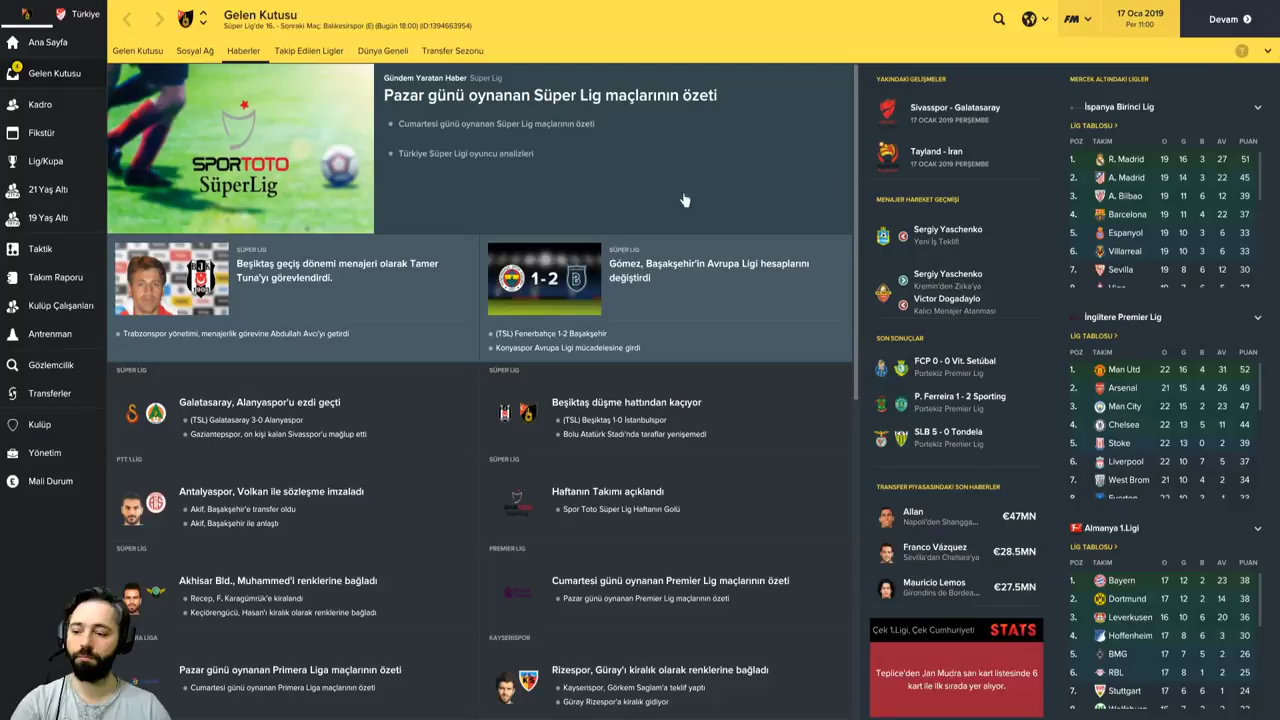 Türkiye
Gelen Kutusu
Süper Lig'de 16. - Sonraki Maç: Balıkesirspor (E) (Bugün 18:00) (ID:1394663954)
FM
17 Oca 2019
Per 11:00
Devam
Gelen Kutusu
Sosyal Ağ
Haberler
Takip Edilen Ligler
Dünya Geneli
Transfer Sezonu
Ana Sayfa
Gelen Kutusu
Kadro
Fikstür
Lig/Kupa
21 Yaş Altı
19 Yaş Altı
Taktik
Takım Raporu
Kulüp Çalışanları
Antrenman
Gözlemcilik
Transferler
Kulüp
Yönetim
Mali Durum
SPORTOTO
SüperLig
Gündem Yaratan Haber Süper Lig
Pazar günü oynanan Süper Lig maçlarının özeti
Cumartesi günü oynanan Süper Lig maçlarının özeti
Türkiye Süper Ligi oyuncu analizleri
SÜPER LİG
Beşiktaş geçiş dönemi menajeri olarak Tamer
Tuna'yı görevlendirdi.
Trabzonspor yönetimi, menajerlik görevine Abdullah Avcı'yı getirdi
1-2
SÜPER LİG
Gómez, Başakşehir'in Avrupa Ligi hesaplarını
değiştirdi
(TSL) Fenerbahçe 1-2 Başakşehir
Konyaspor Avrupa Ligi mücadelesine girdi
SÜPER LİG
Galatasaray, Alanyaspor'u ezdi geçti
(TSL) Galatasaray 3-0 Alanyaspor
Gaziantepspor, on kişi kalan Sivasspor'u mağlup etti
SÜPER LİG
Beşiktaş düşme hattından kaçıyor
(TSL) Beşiktaş 1-0 İstanbulspor
Bolu Atatürk Stadı'nda taraflar yenişemedi
PTT 1.LİG
Antalyaspor, Volkan ile sözleşme imzaladı
Akif, Başakşehir'e transfer oldu
Akif, Başakşehir ile anlaştı
SÜPER LİG
Haftanın Takımı açıklandı
Spor Toto Süper Lig Haftanın Golü
SÜPER LİG
Akhisar Bld., Muhammed'i renklerine bağladı
Recep, F. Karagümrük'e kiralandı
Keçiörengücü, Hasan'ı kiralık olarak renklerine bağladı
PREMIER LİG
Cumartesi günü oynanan Premier Lig maçlarının özeti
Pazar günü oynanan Premier Lig maçlarının özeti
RA LIGA
Pazar günü oynanan Primera Liga maçlarının özeti
Cumartesi günü oynanan Primera Liga maçlarının özeti
KAYSERISPOR
Rizespor, Güray'ı kiralık olarak renklerine bağladı
Kayserispor, Görkem Saglam'a teklif yaptı
Güray Rizespor'a kiralık gidiyor
YAKINDAKİ GELİŞMELER
Sivasspor - Galatasaray
17 OCAK 2019 PERŞEMBE
Tayland - İran
17 OCAK 2019 PERŞEMBE
MENAJER HAREKET GEÇMİŞİ
Sergiy Yaschenko
Yeni İş Teklifi
Sergiy Yaschenko
Kremin'den Zirka'ya
Victor Dogadaylo
Kalıcı Menajer Atanması
SON SONUÇLAR
FCP 0 - 0 Vit. Setúbal
Portekiz Premier Lig
P. Ferreira 1 - 2 Sporting
Portekiz Premier Lig
SLB 5 - 0 Tondela
Portekiz Premier Lig
TRANSFER PİYASASINDAKİ SON HABERLER
Allan
Napoli'den Shangga...
€47MN
Franco Vázquez
Sevilla'dan Chelsea'ya
€28.5MN
Mauricio Lemos
Girondins de Bordea...
€27.5MN
Çek 1.Ligi, Çek Cumhuriyeti STATS
Teplice'den Jan Mudra sarı kart listesinde 6
kart ile ilk sırada yer alıyor.
MERCEK ALTINDAKİ LİGLER
İspanya Birinci Lig
LİG TABLOSU >
POZ TAKIM O G B AV PUAN
1. R. Madrid 19 16 3 27 51
2. A. Madrid 19 14 3 22 45
3. A. Bilbao 19 11 6 12 39
4. Barcelona 19 11 4 22 37
5. Espanyol 19 10 3 6 33
6. Villarreal 19 10 3 6 33
7. Sevilla 19 8 6 12 30
İngiltere Premier Lig
LİG TABLOSU >
POZ TAKIM O G B AV PUAN
1. Man Utd 22 16 4 31 52
2. Arsenal 21 15 4 26 49
3. Man City 22 15 2 23 47
4. Chelsea 22 13 5 11 44
5. Stoke 22 13 0 2 39
6. Liverpool 22 10 7 5 37
7. West Brom 21 10 4 2 34
Almanya 1.Ligi
LİG TABLOSU >
POZ TAKIM O G B AV PUAN
1. Bayern 17 12 2 23 38
2. Dortmund 17 12 2 14 38
3. Leverkusen 16 10 6 20 36
4. Hoffenheim 17 8 6 3 30
5. BMG 17 7 5 2 26
6. RBL 17 8 1 2 25
7. Stuttgart 17 6 6 1 24